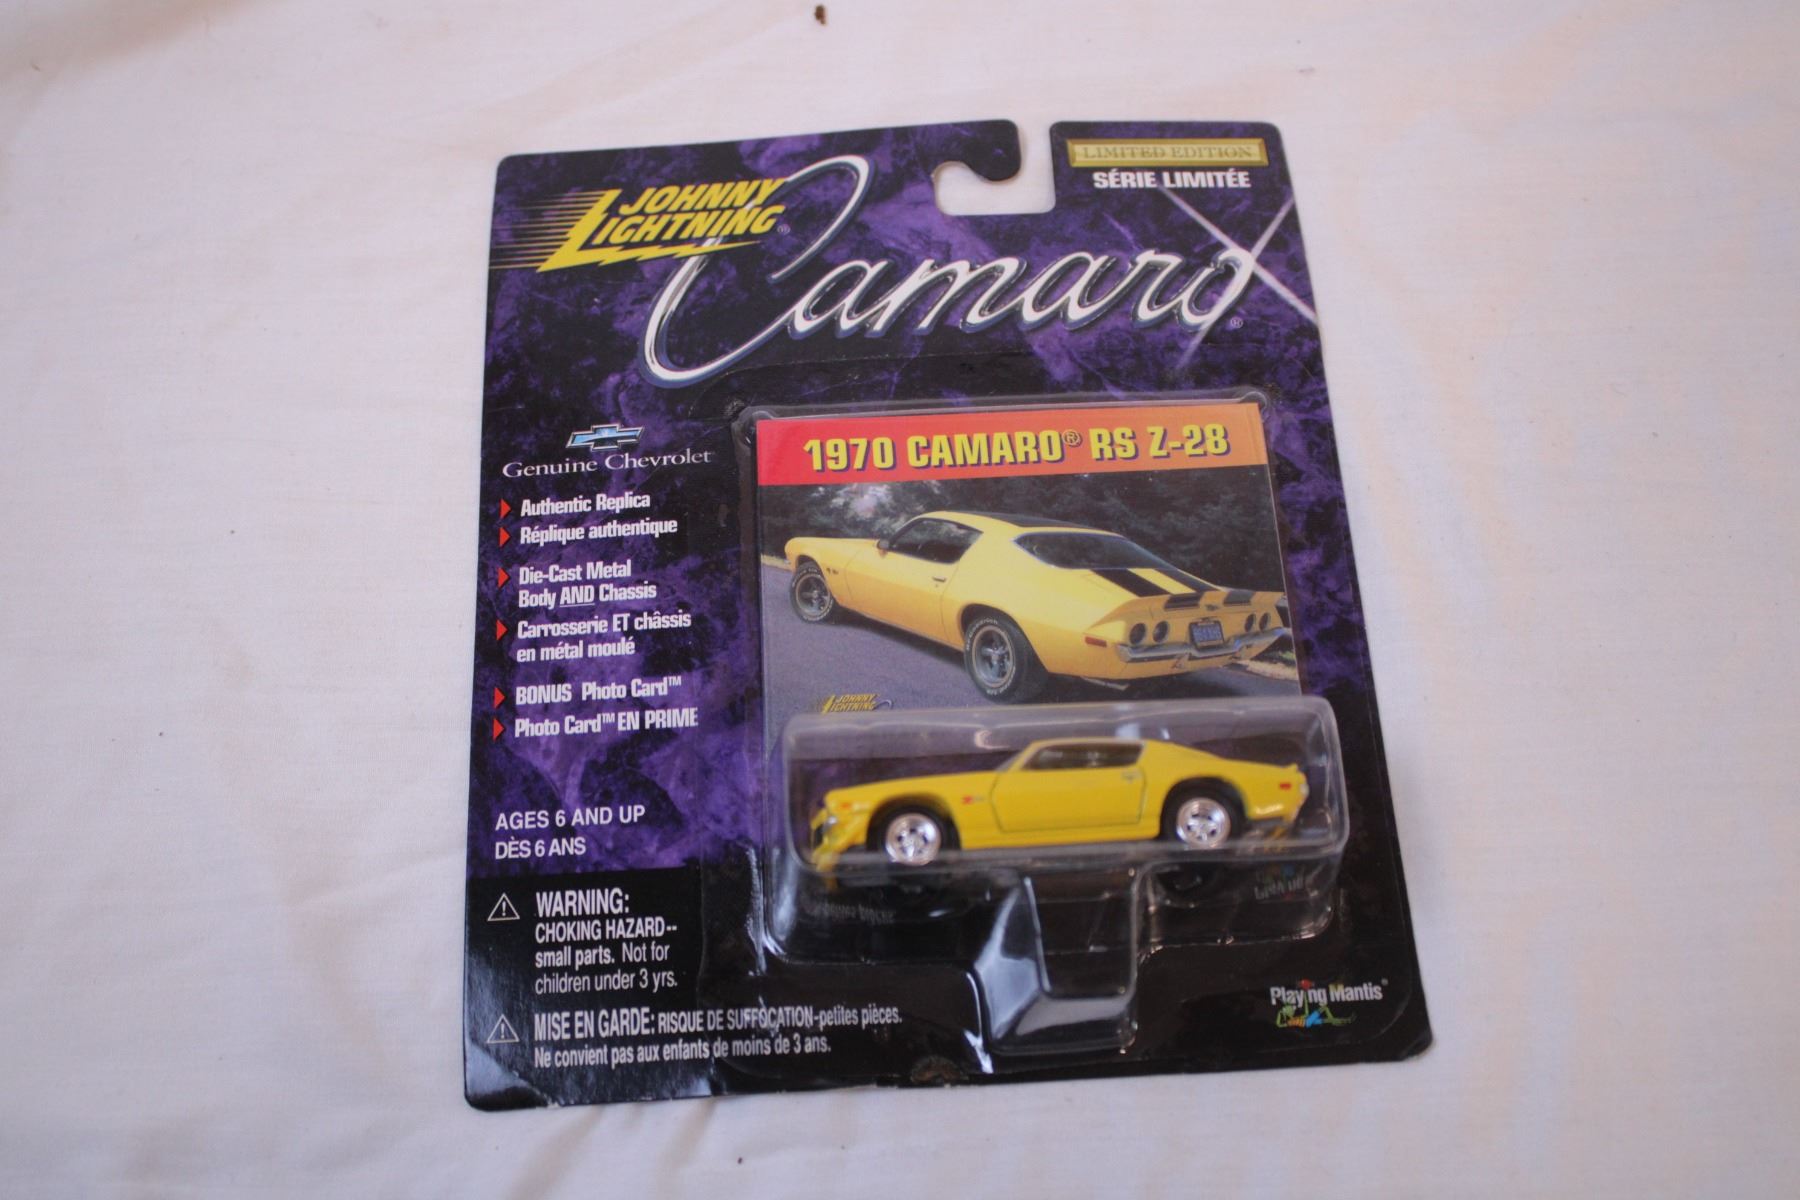 LIMITED EDITION
SÉRIE LIMITÉE
JOHNNY
LIGHTNING®
Camaro®
Genuine Chevrolet
Authentic Replica
Réplique authentique
Die-Cast Metal
Body AND Chassis
Carrosserie ET châssis
en métal moulé
BONUS Photo Card™
Photo Card™ EN PRIME
AGES 6 AND UP
DÈS 6 ANS
WARNING:
CHOKING HAZARD--
small parts. Not for
children under 3 yrs.
MISE EN GARDE: RISQUE DE SUFFOCATION-petites pièces.
Ne convient pas aux enfants de moins de 3 ans.
1970 CAMARO® RS Z-28
JOHNNY
LIGHTNING
Playing Mantis®